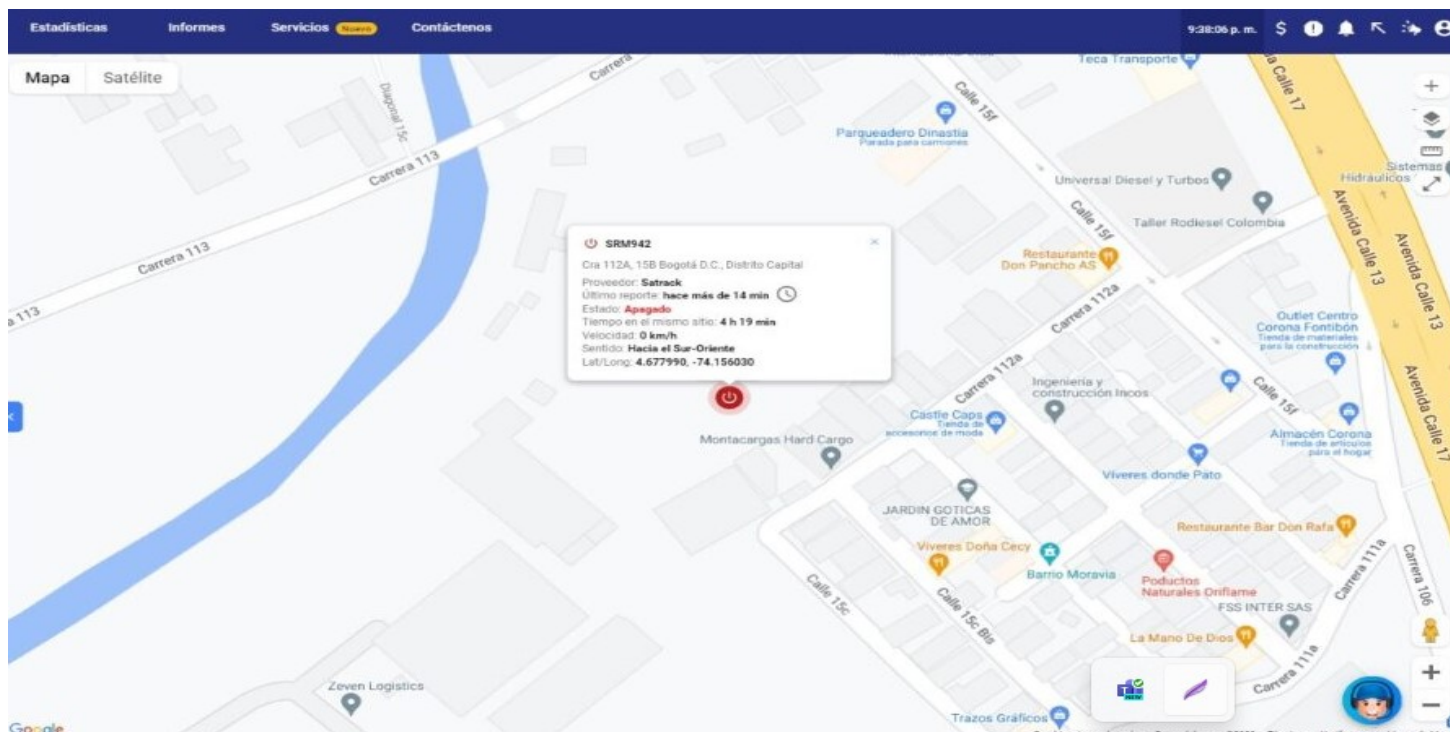 Estadísticas Informes Servicios Nuevo Contáctenos 9:38:06 p. m. $
Mapa Satélite
Carrera
Teca Transporte
a Calle 17
Diagonal 15c
Calle 15f
Parqueadero Dinastia
Parada para camiones
Carrera 113
Sistemas
Hidráulicos
Universal Diesel y Turbos
Calle 15f
Taller Rodiesel Colombia
Avenida Calle 13
Avenida Calle 13
Carrera 113
a 113
SRM942
Cra 112A, 15B Bogotá D.C., Distrito Capital
Proveedor: Satrack
Último reporte: hace más de 14 min
Estado: Apagado
Tiempo en el mismo sitio: 4 h 19 min
Velocidad: 0 km/h
Sentido: Hacia el Sur-Oriente
Lat/Long: 4.677990, -74.156030
Restaurante
Don Pancho AS
Carrera 112a
Outlet Centro
Corona Fontibón
Tienda de materiales
para la construcción
Carrera 112a
Ingeniería y
construcción Incos
Calle 15f
Avenida Calle 17
Castle Caps
Tienda de
accesorios de moda
Montacargas Hard Cargo
Almacén Corona
Tienda de artículos
para el hogar
Viveres donde Pato
JARDIN GOTICAS
DE AMOR
Restaurante Bar Don Rafa
Viveres Doña Cecy
Barrio Moravia
Poductos
Naturales Oriflame
Carrera 111a
Carrera 106
Calle 15c
Calle 15c Bis
FSS INTER SAS
La Mano De Dios
Carrera 111a
Zeven Logistics
Trazos Gráficos
Google